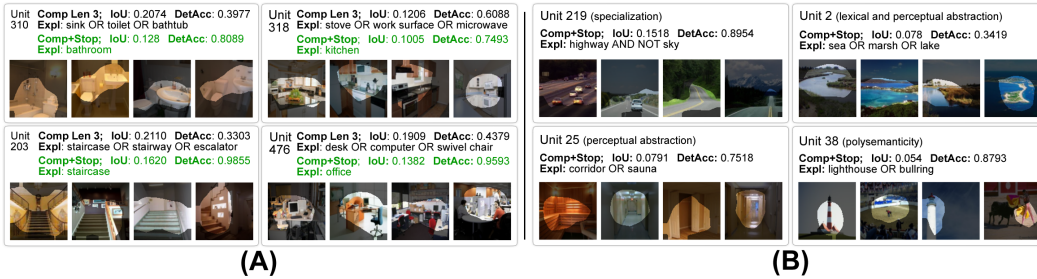 Unit 310
Comp Len 3; IoU: 0.2074 DetAcc: 0.3977
Expl: sink OR toilet OR bathtub
Comp+Stop; IoU: 0.128 DetAcc: 0.8089
Expl: bathroom
Unit 318
Comp Len 3; IoU: 0.1206 DetAcc: 0.6088
Expl: stove OR work surface OR microwave
Comp+Stop; IoU: 0.1005 DetAcc: 0.7493
Expl: kitchen
Unit 203
Comp Len 3; IoU: 0.2110 DetAcc: 0.3303
Expl: staircase OR stairway OR escalator
Comp+Stop; IoU: 0.1620 DetAcc: 0.9855
Expl: staircase
Unit 476
Comp Len 3; IoU: 0.1909 DetAcc: 0.4379
Expl: desk OR computer OR swivel chair
Comp+Stop; IoU: 0.1382 DetAcc: 0.9593
Expl: office
(A)
Unit 219 (specialization)
Comp+Stop; IoU: 0.1518 DetAcc: 0.8954
Expl: highway AND NOT sky
Unit 2 (lexical and perceptual abstraction)
Comp+Stop; IoU: 0.078 DetAcc: 0.3419
Expl: sea OR marsh OR lake
Unit 25 (perceptual abstraction)
Comp+Stop; IoU: 0.0791 DetAcc: 0.7518
Expl: corridor OR sauna
Unit 38 (polysemanticity)
Comp+Stop; IoU: 0.054 DetAcc: 0.8793
Expl: lighthouse OR bullring
(B)